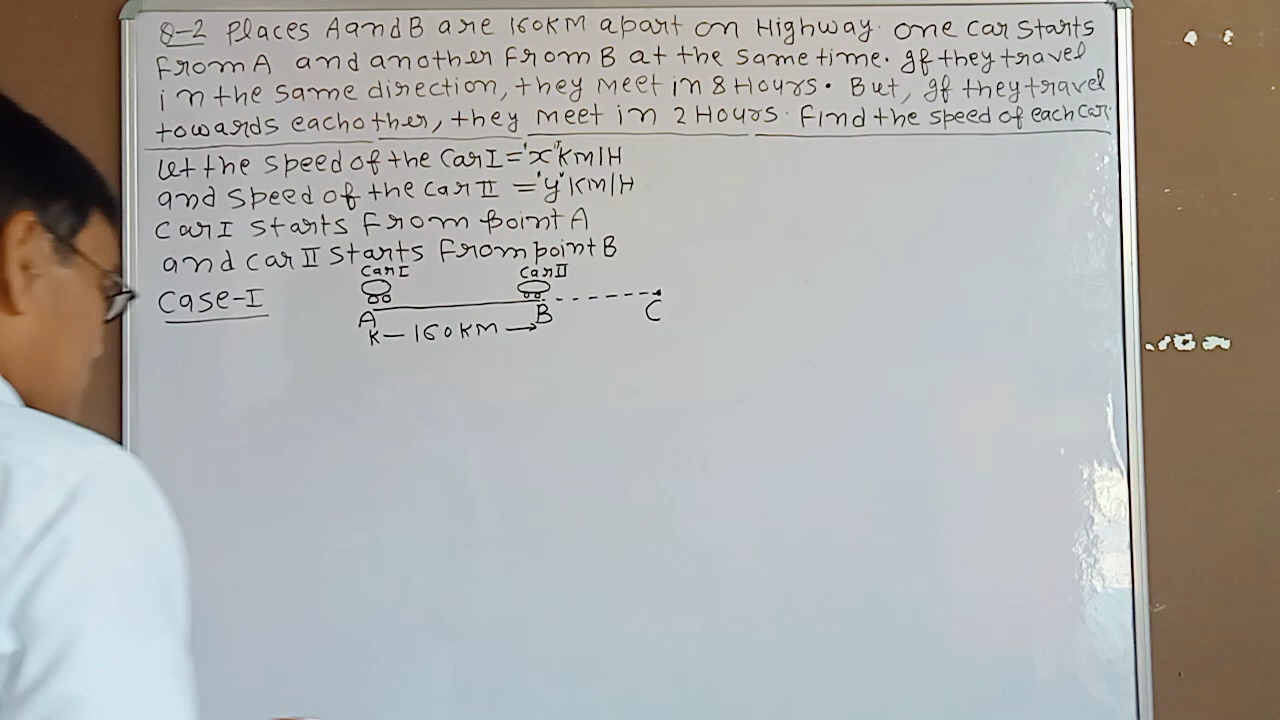 Q-2 Places A and B are 160KM apart on Highway. one car starts
From A and another From B at the same time. If they travel
in the same direction, they meet in 8 Hours. But, If they travel
towards each other, they meet in 2 Hours. Find the speed of each car.
Let the speed of the Car I = 'x' KM/H
and speed of the car II = 'y' KM/H
Car I starts From point A
and car II starts From point B
Car I Car II
Case-I
A B C
K—160KM→